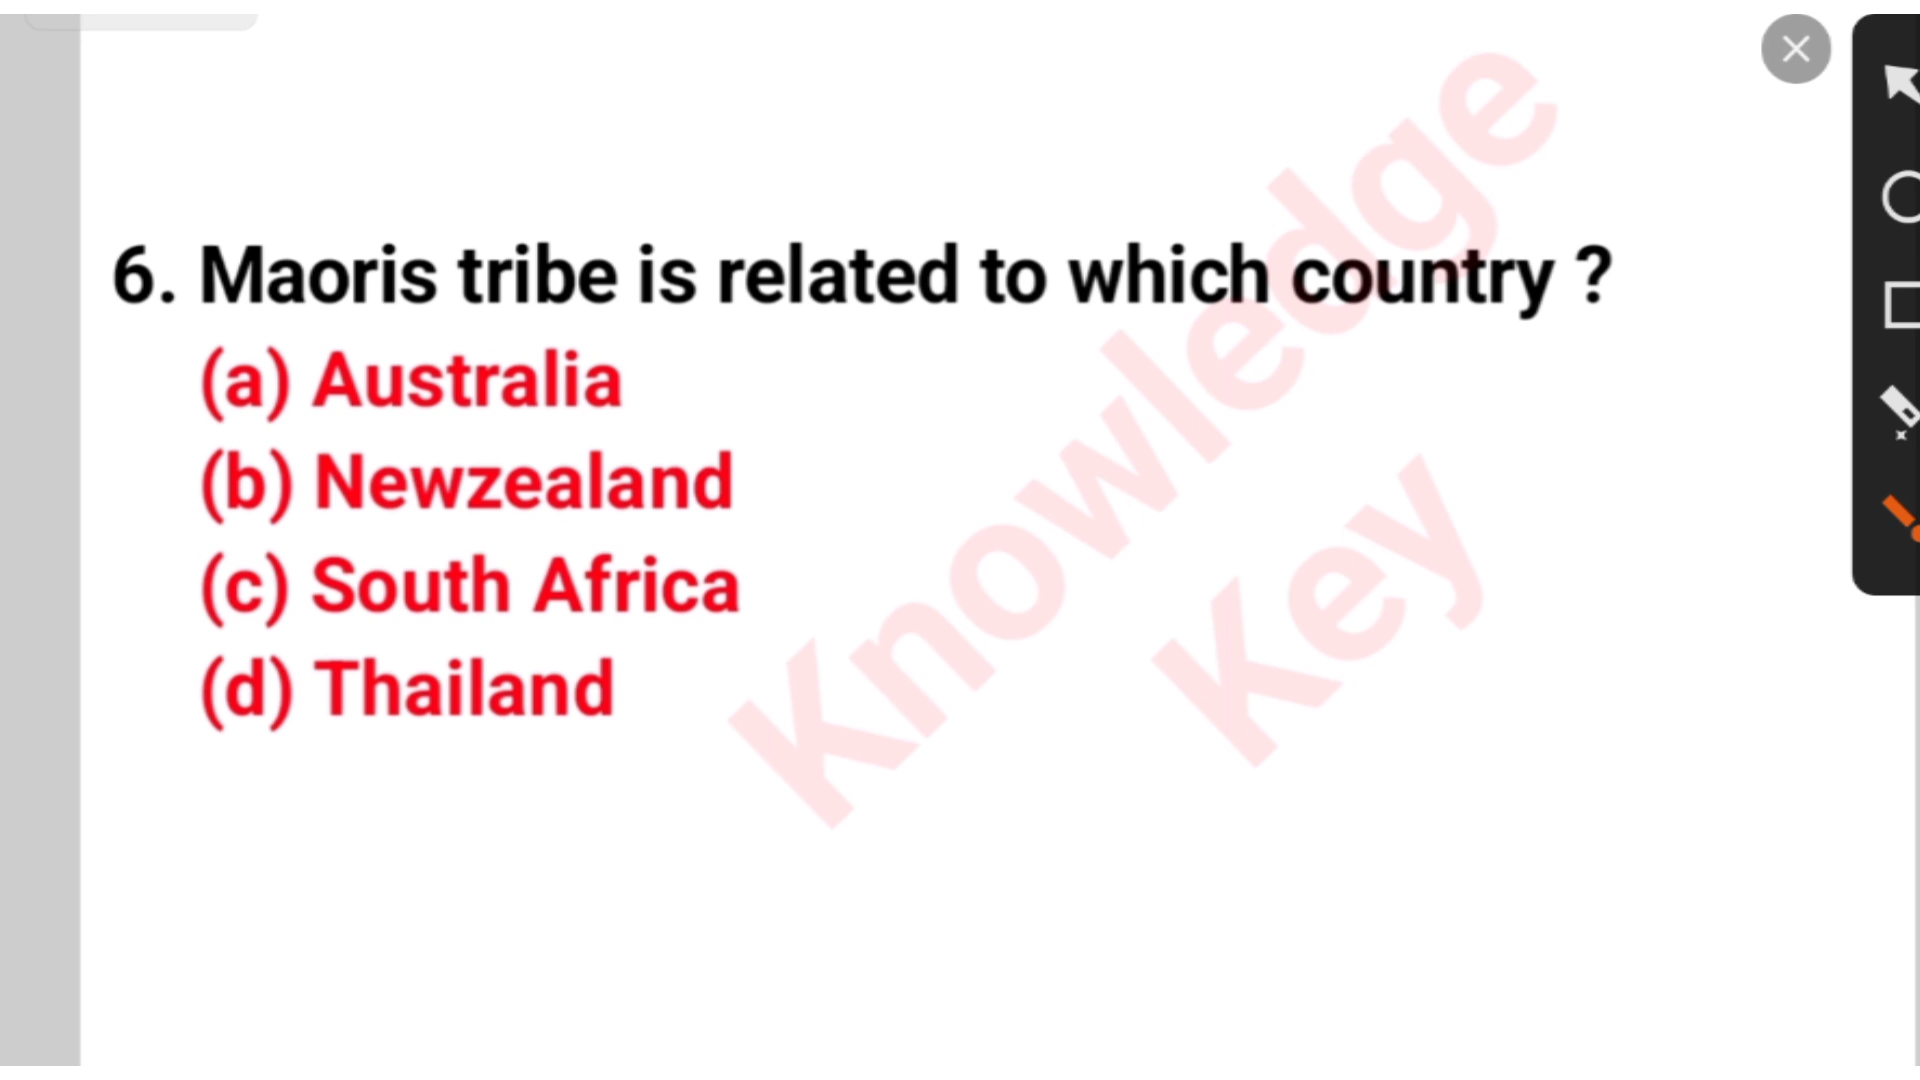 6. Maoris tribe is related to which country ?
(a) Australia
(b) Newzealand
(c) South Africa
(d) Thailand
Knowledge
Key